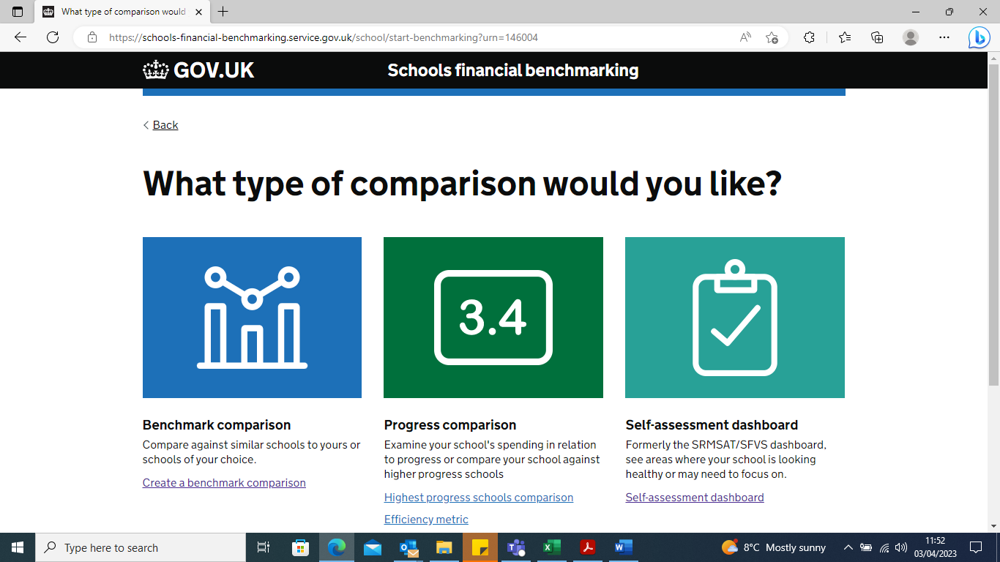 What type of comparison would
https://schools-financial-benchmarking.service.gov.uk/school/start-benchmarking?urn=146004
GOV.UK
Schools financial benchmarking
Back
What type of comparison would you like?
3.4
Benchmark comparison
Compare against similar schools to yours or
schools of your choice.
Create a benchmark comparison
Progress comparison
Examine your school's spending in relation
to progress or compare your school against
higher progress schools
Highest progress schools comparison
Efficiency metric
Self-assessment dashboard
Formerly the SRMSAT/SFVS dashboard,
see areas where your school is looking
healthy or may need to focus on.
Self-assessment dashboard
Type here to search
8°C Mostly sunny
11:52
03/04/2023